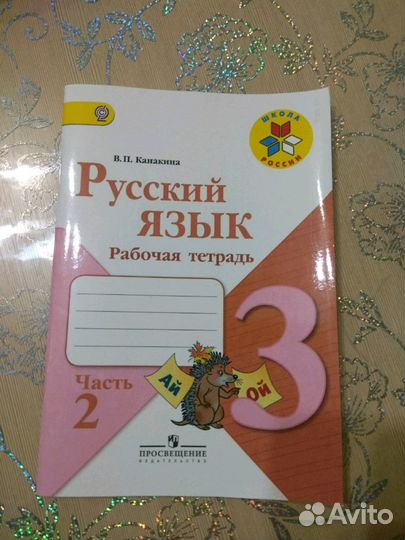 ШКОЛА
РОССИИ
В.П. Канакина
Русский
ЯЗЫК
Рабочая тетрадь
3
АЙ
ОЙ
Часть
2
ПРОСВЕЩЕНИЕ
ИЗДАТЕЛЬСТВО
Avito